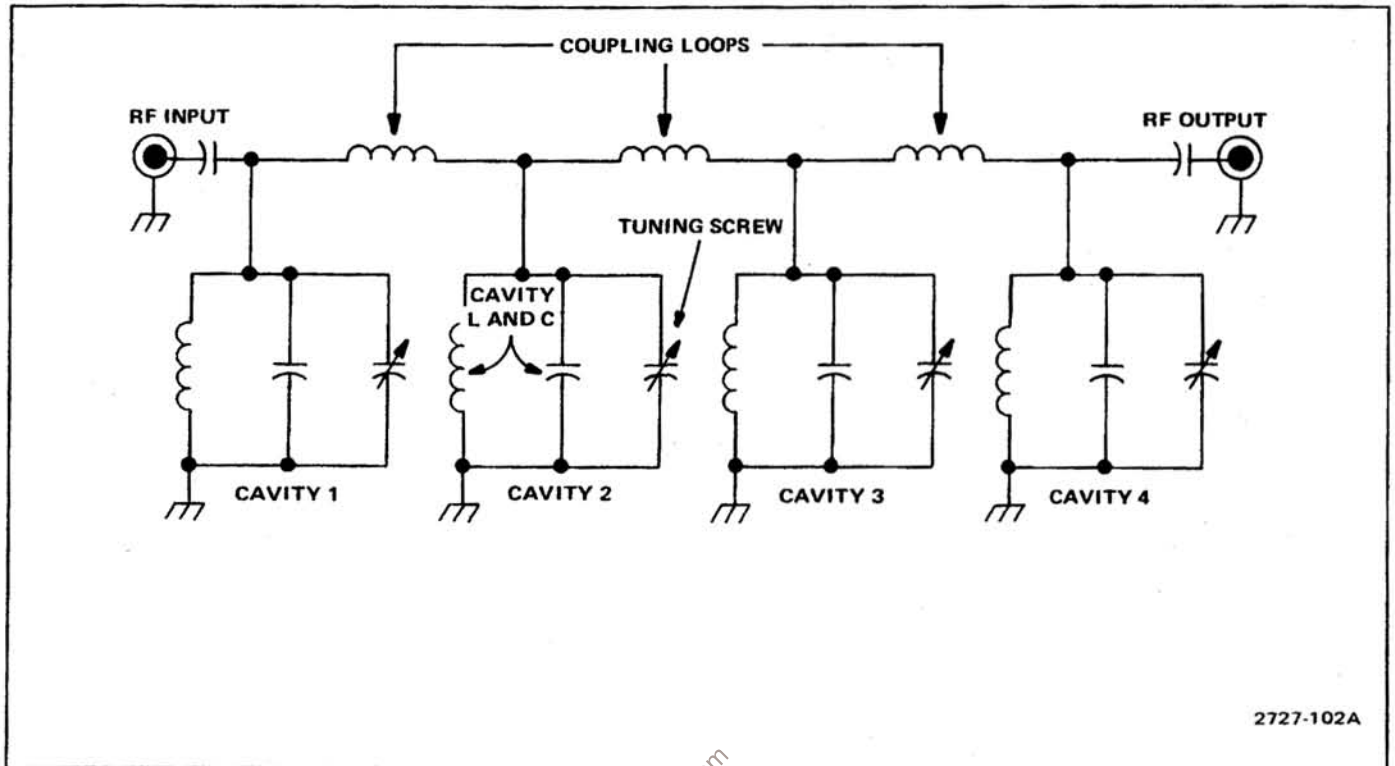 COUPLING LOOPS
RF INPUT
RF OUTPUT
TUNING SCREW
CAVITY
L AND C
CAVITY 1
CAVITY 2
CAVITY 3
CAVITY 4
2727-102A
m